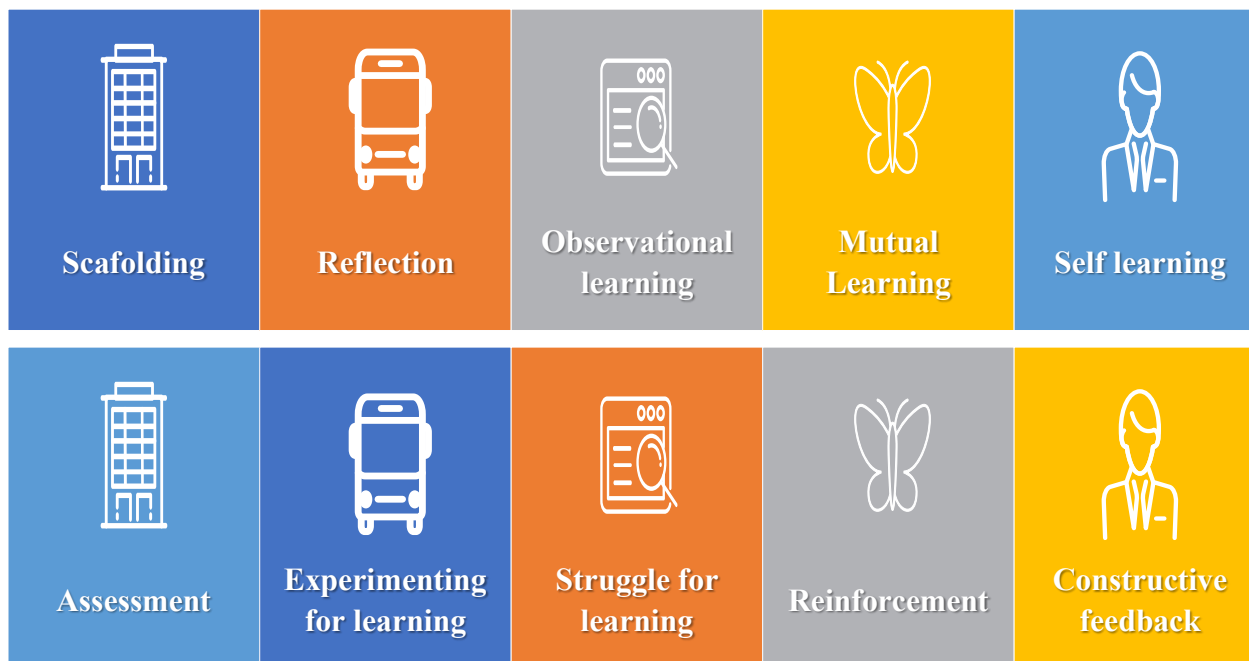 Scafolding
Reflection
Observational
learning
Mutual
Learning
Self learning
Assessment
Experimenting
for learning
Struggle for
learning
Reinforcement
Constructive
feedback